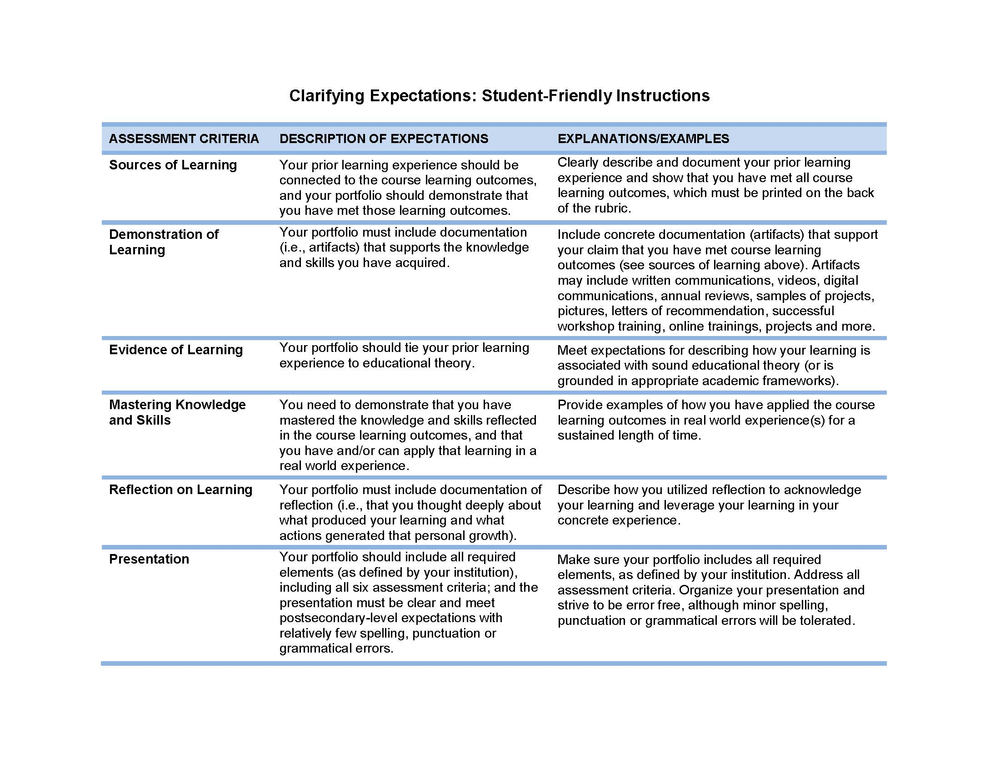 Clarifying Expectations: Student-Friendly Instructions
ASSESSMENT CRITERIA DESCRIPTION OF EXPECTATIONS EXPLANATIONS/EXAMPLES
Sources of Learning
Your prior learning experience should be
connected to the course learning outcomes,
and your portfolio should demonstrate that
you have met those learning outcomes.
Clearly describe and document your prior learning
experience and show that you have met all course
learning outcomes, which must be printed on the back
of the rubric.
Demonstration of
Learning
Your portfolio must include documentation
(i.e., artifacts) that supports the knowledge
and skills you have acquired.
Include concrete documentation (artifacts) that support
your claim that you have met course learning
outcomes (see sources of learning above). Artifacts
may include written communications, videos, digital
communications, annual reviews, samples of projects,
pictures, letters of recommendation, successful
workshop training, online trainings, projects and more.
Evidence of Learning
Your portfolio should tie your prior learning
experience to educational theory.
Meet expectations for describing how your learning is
associated with sound educational theory (or is
grounded in appropriate academic frameworks).
Mastering Knowledge
and Skills
You need to demonstrate that you have
mastered the knowledge and skills reflected
in the course learning outcomes, and that
you have and/or can apply that learning in a
real world experience.
Provide examples of how you have applied the course
learning outcomes in real world experience(s) for a
sustained length of time.
Reflection on Learning
Your portfolio must include documentation of
reflection (i.e., that you thought deeply about
what produced your learning and what
actions generated that personal growth).
Describe how you utilized reflection to acknowledge
your learning and leverage your learning in your
concrete experience.
Presentation
Your portfolio should include all required
elements (as defined by your institution),
including all six assessment criteria; and the
presentation must be clear and meet
postsecondary-level expectations with
relatively few spelling, punctuation or
grammatical errors.
Make sure your portfolio includes all required
elements, as defined by your institution. Address all
assessment criteria. Organize your presentation and
strive to be error free, although minor spelling,
punctuation or grammatical errors will be tolerated.